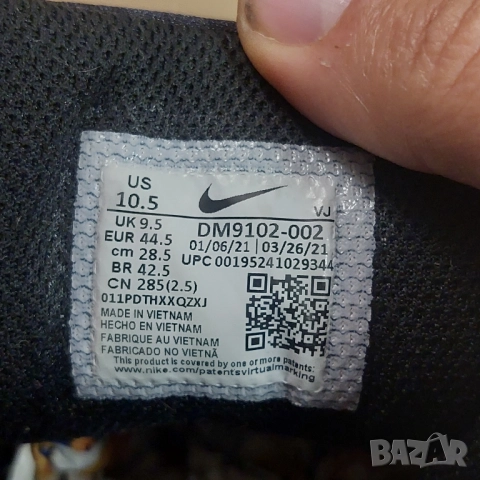 US
10.5
VJ
UK 9.5
DM9102-002
EUR 44.5
01/06/21 03/26/21
cm 28.5
UPC 00195241029344
BR 42.5
CN 285(2.5)
011PDTHXXQZXJ
MADE IN VIETNAM
HECHO EN VIETNAM
FABRIQUE AU VIETNAM
FABRICADO NO VIETNÃ
This product is covered by one or more patents:
www.nike.com/patentsvirtualmarking
BAZAR